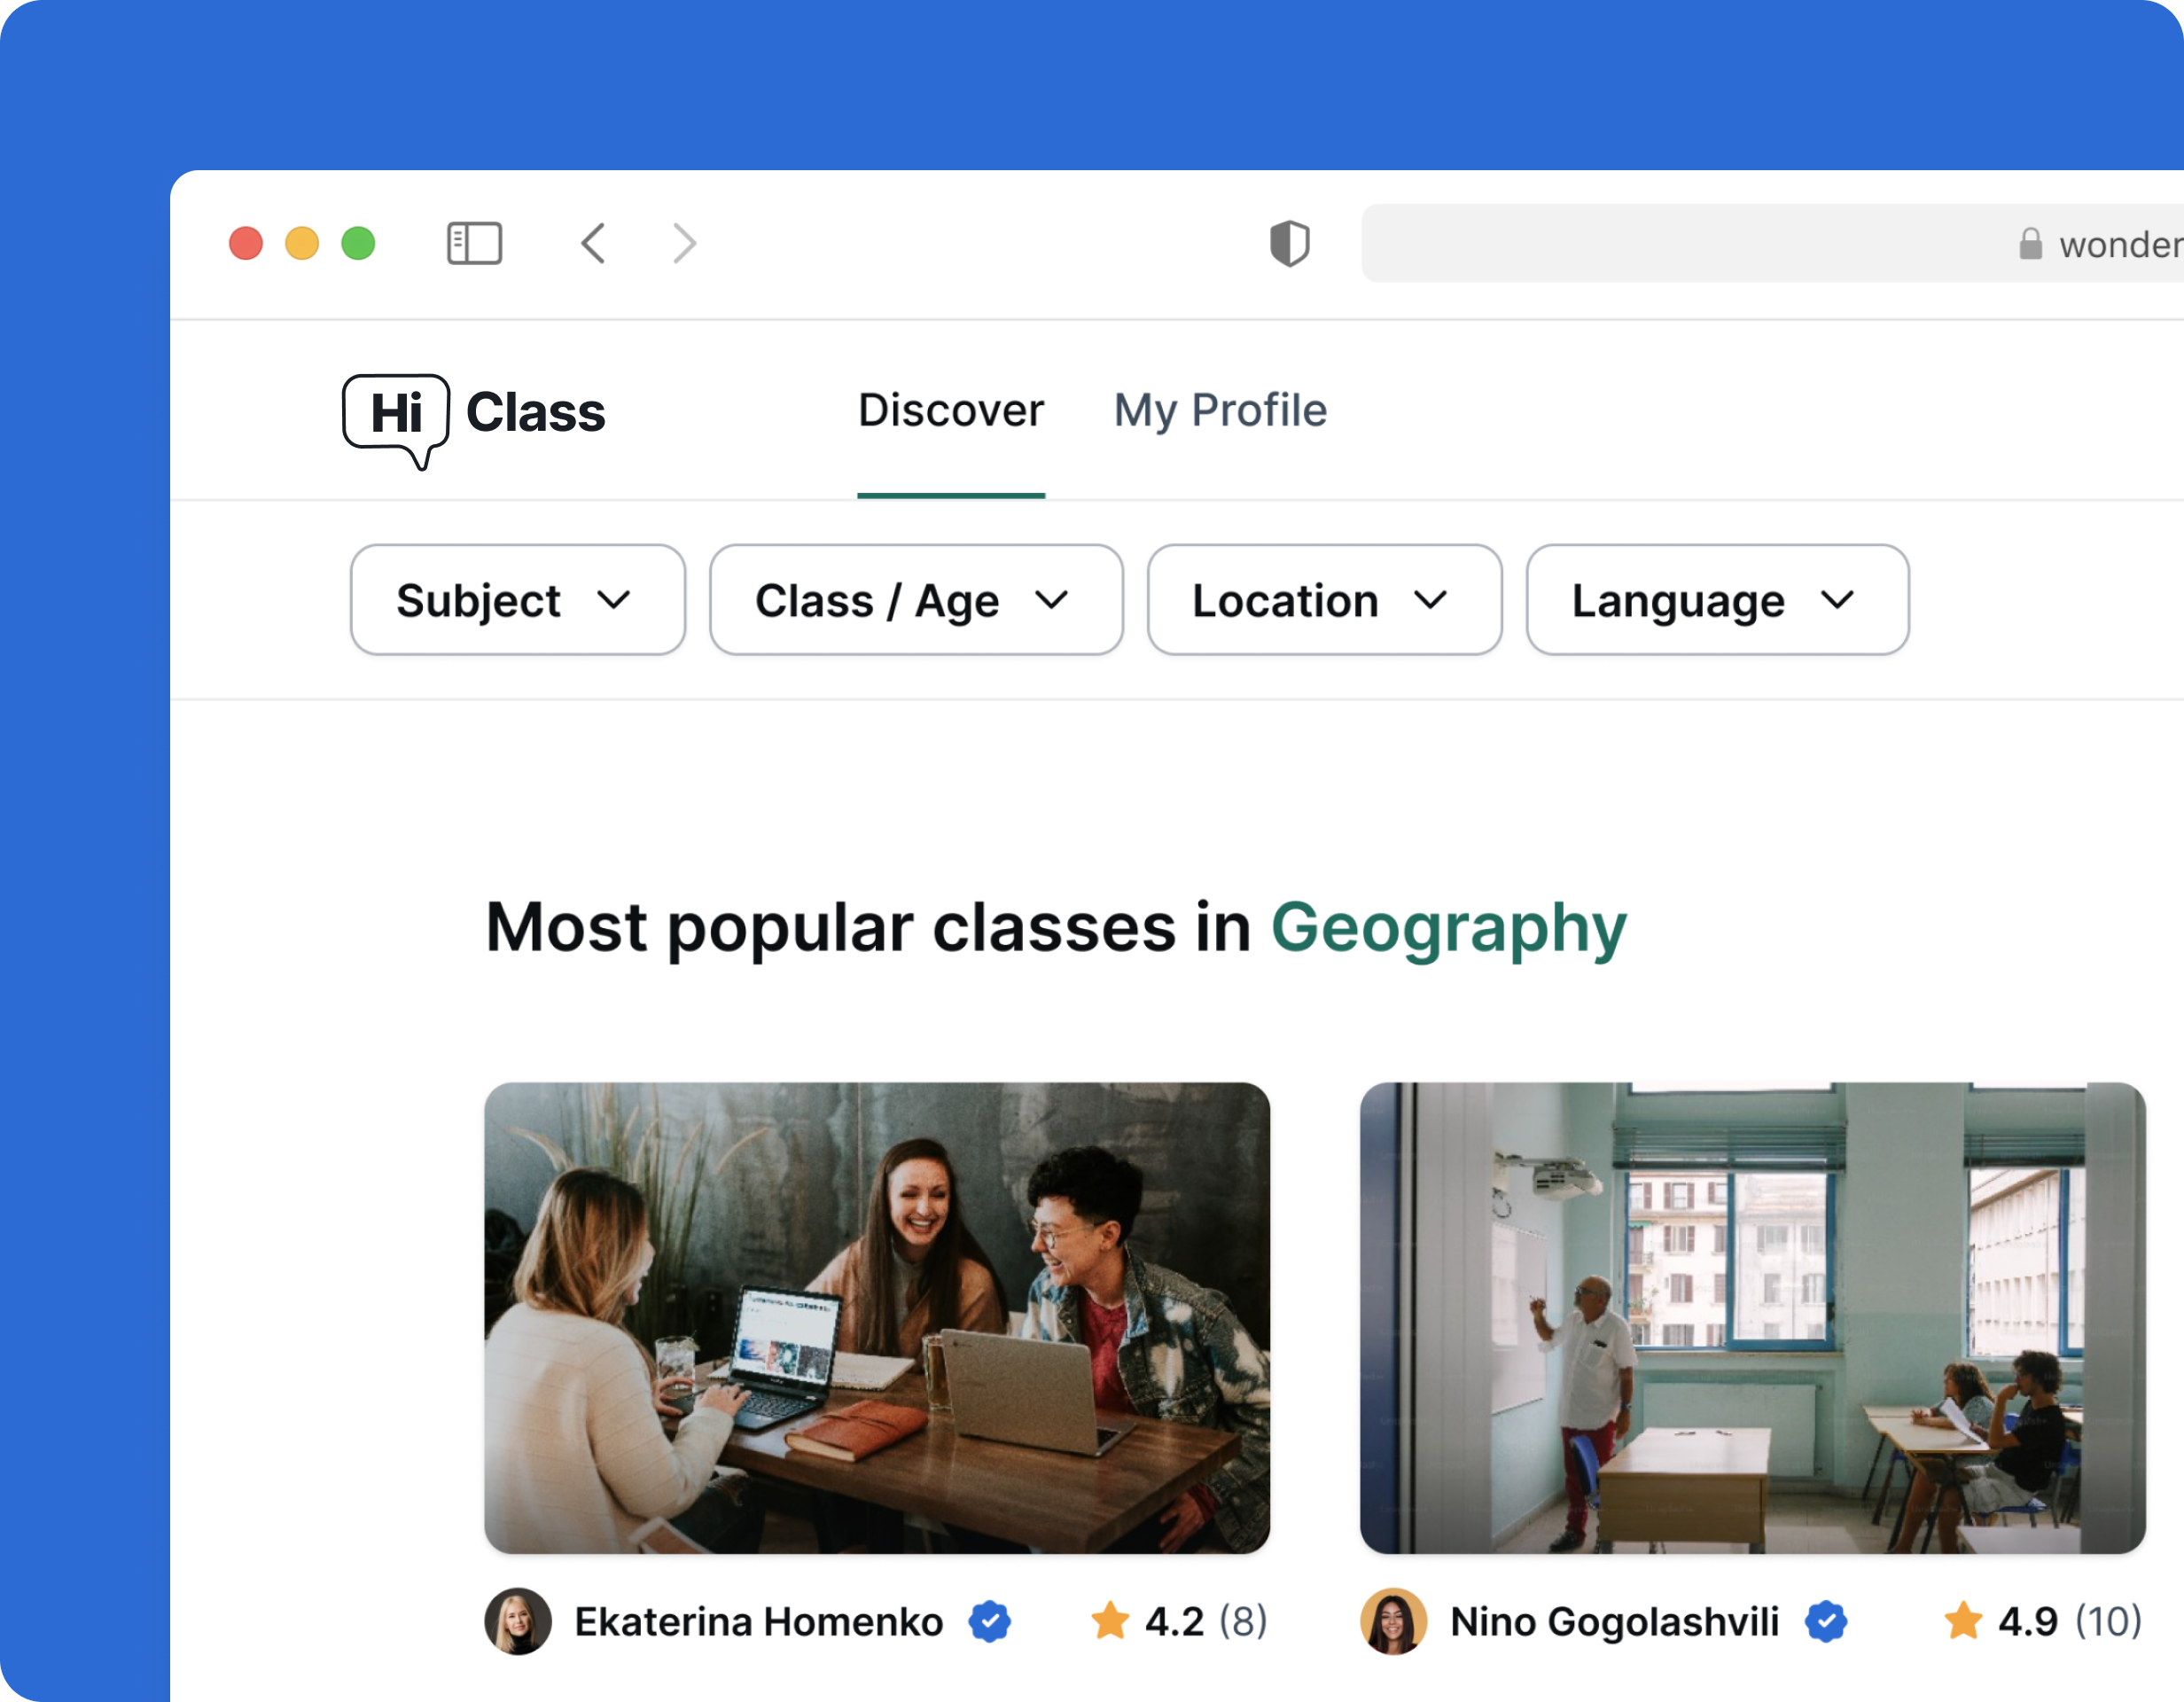 wonder
Hi Class
Discover My Profile
Subject Class / Age Location Language
Most popular classes in Geography
Ekaterina Homenko 4.2 (8) Nino Gogolashvili 4.9 (10)